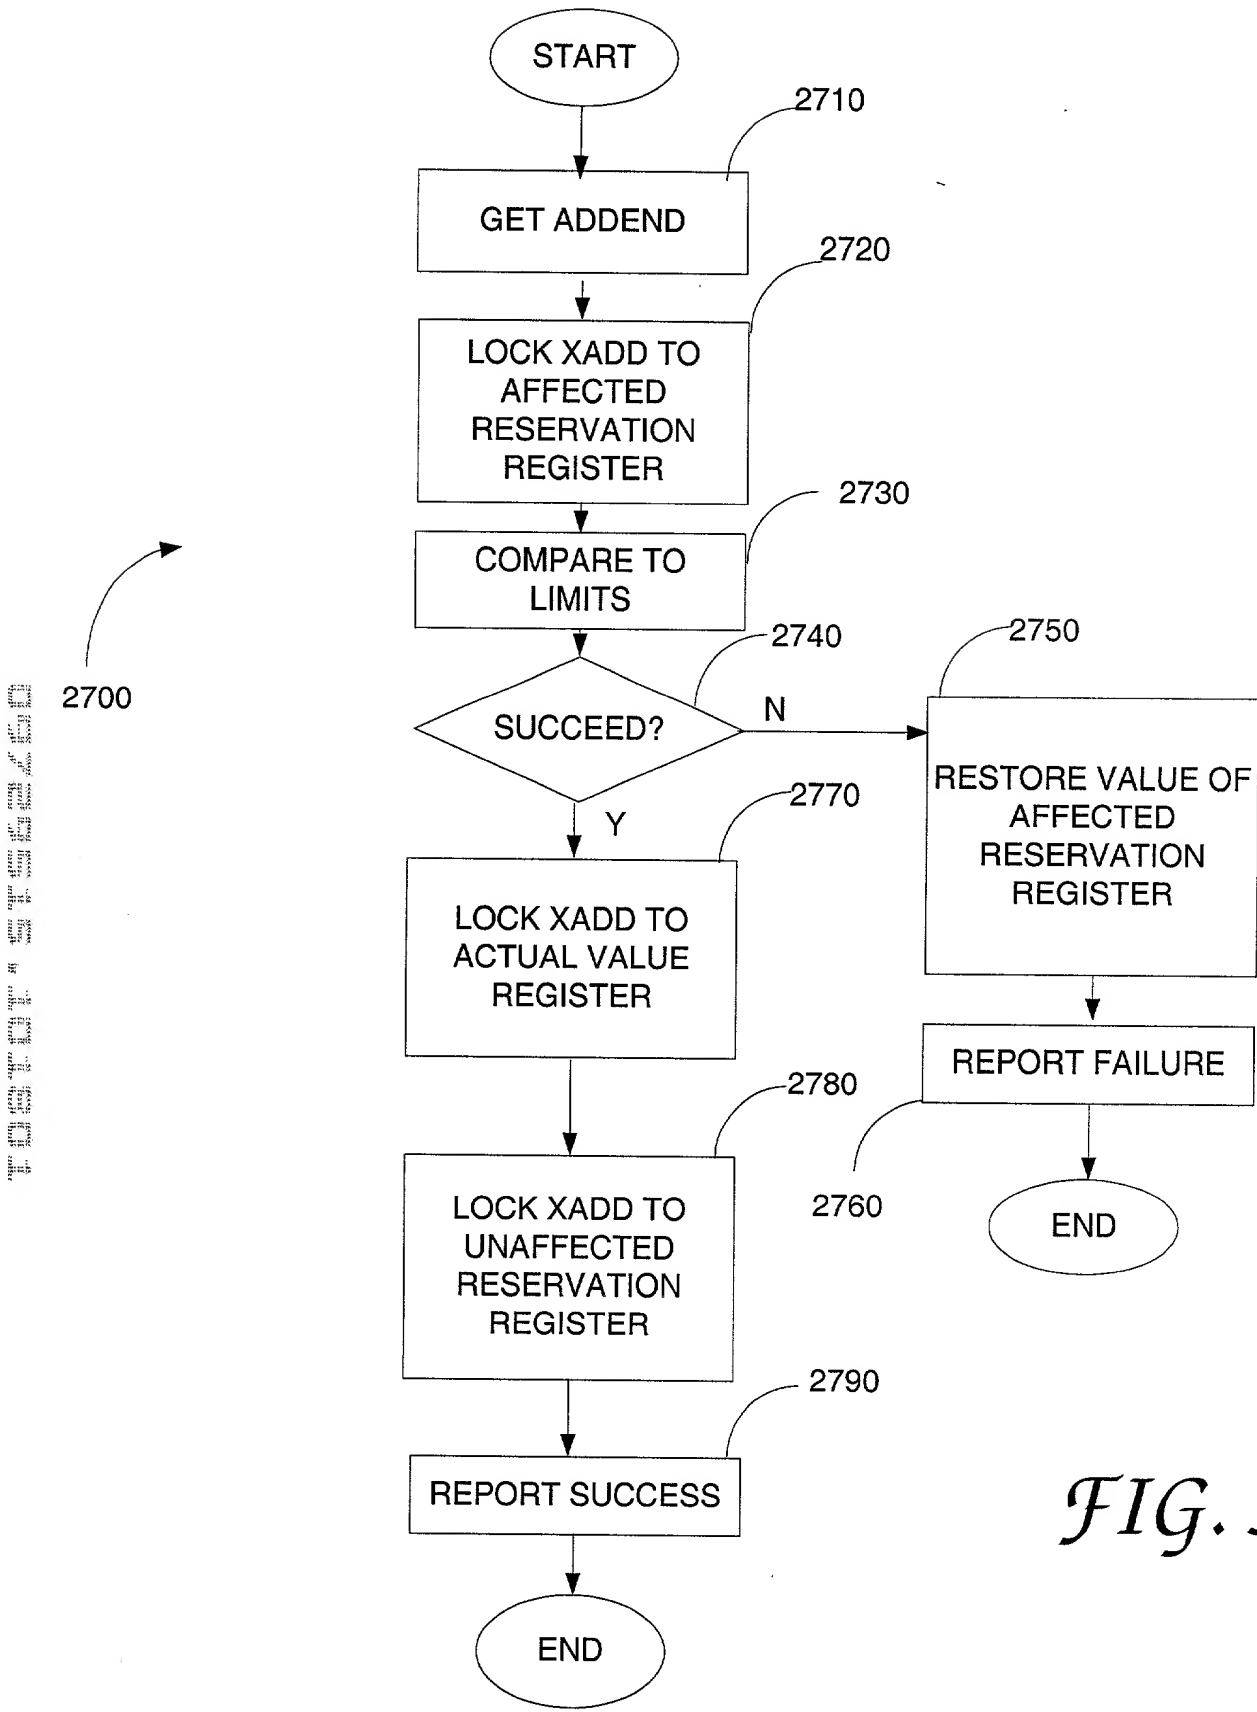 START
2710
GET ADDEND
2720
LOCK XADD TO
AFFECTED
RESERVATION
REGISTER
2730
COMPARE TO
LIMITS
2740
2750
2700
SUCCEED?
N
RESTORE VALUE OF
AFFECTED
RESERVATION
REGISTER
2770
Y
LOCK XADD TO
ACTUAL VALUE
REGISTER
REPORT FAILURE
2780
2760
LOCK XADD TO
UNAFFECTED
RESERVATION
REGISTER
END
2790
REPORT SUCCESS
FIG.
END